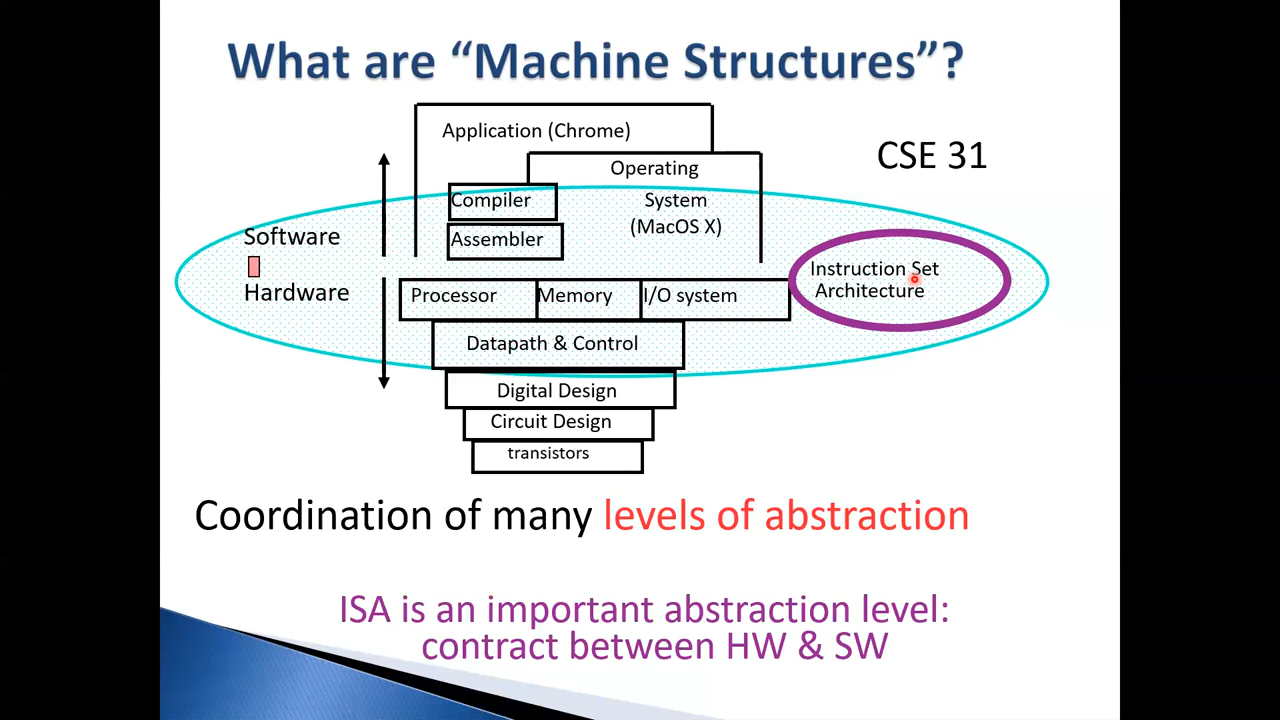 What are “Machine Structures”?
Application (Chrome)
CSE 31
Operating
System
(MacOS X)
Compiler
Assembler
Software
Hardware
Instruction Set
Architecture
Processor
Memory
I/O system
Datapath & Control
Digital Design
Circuit Design
transistors
Coordination of many levels of abstraction
ISA is an important abstraction level:
contract between HW & SW